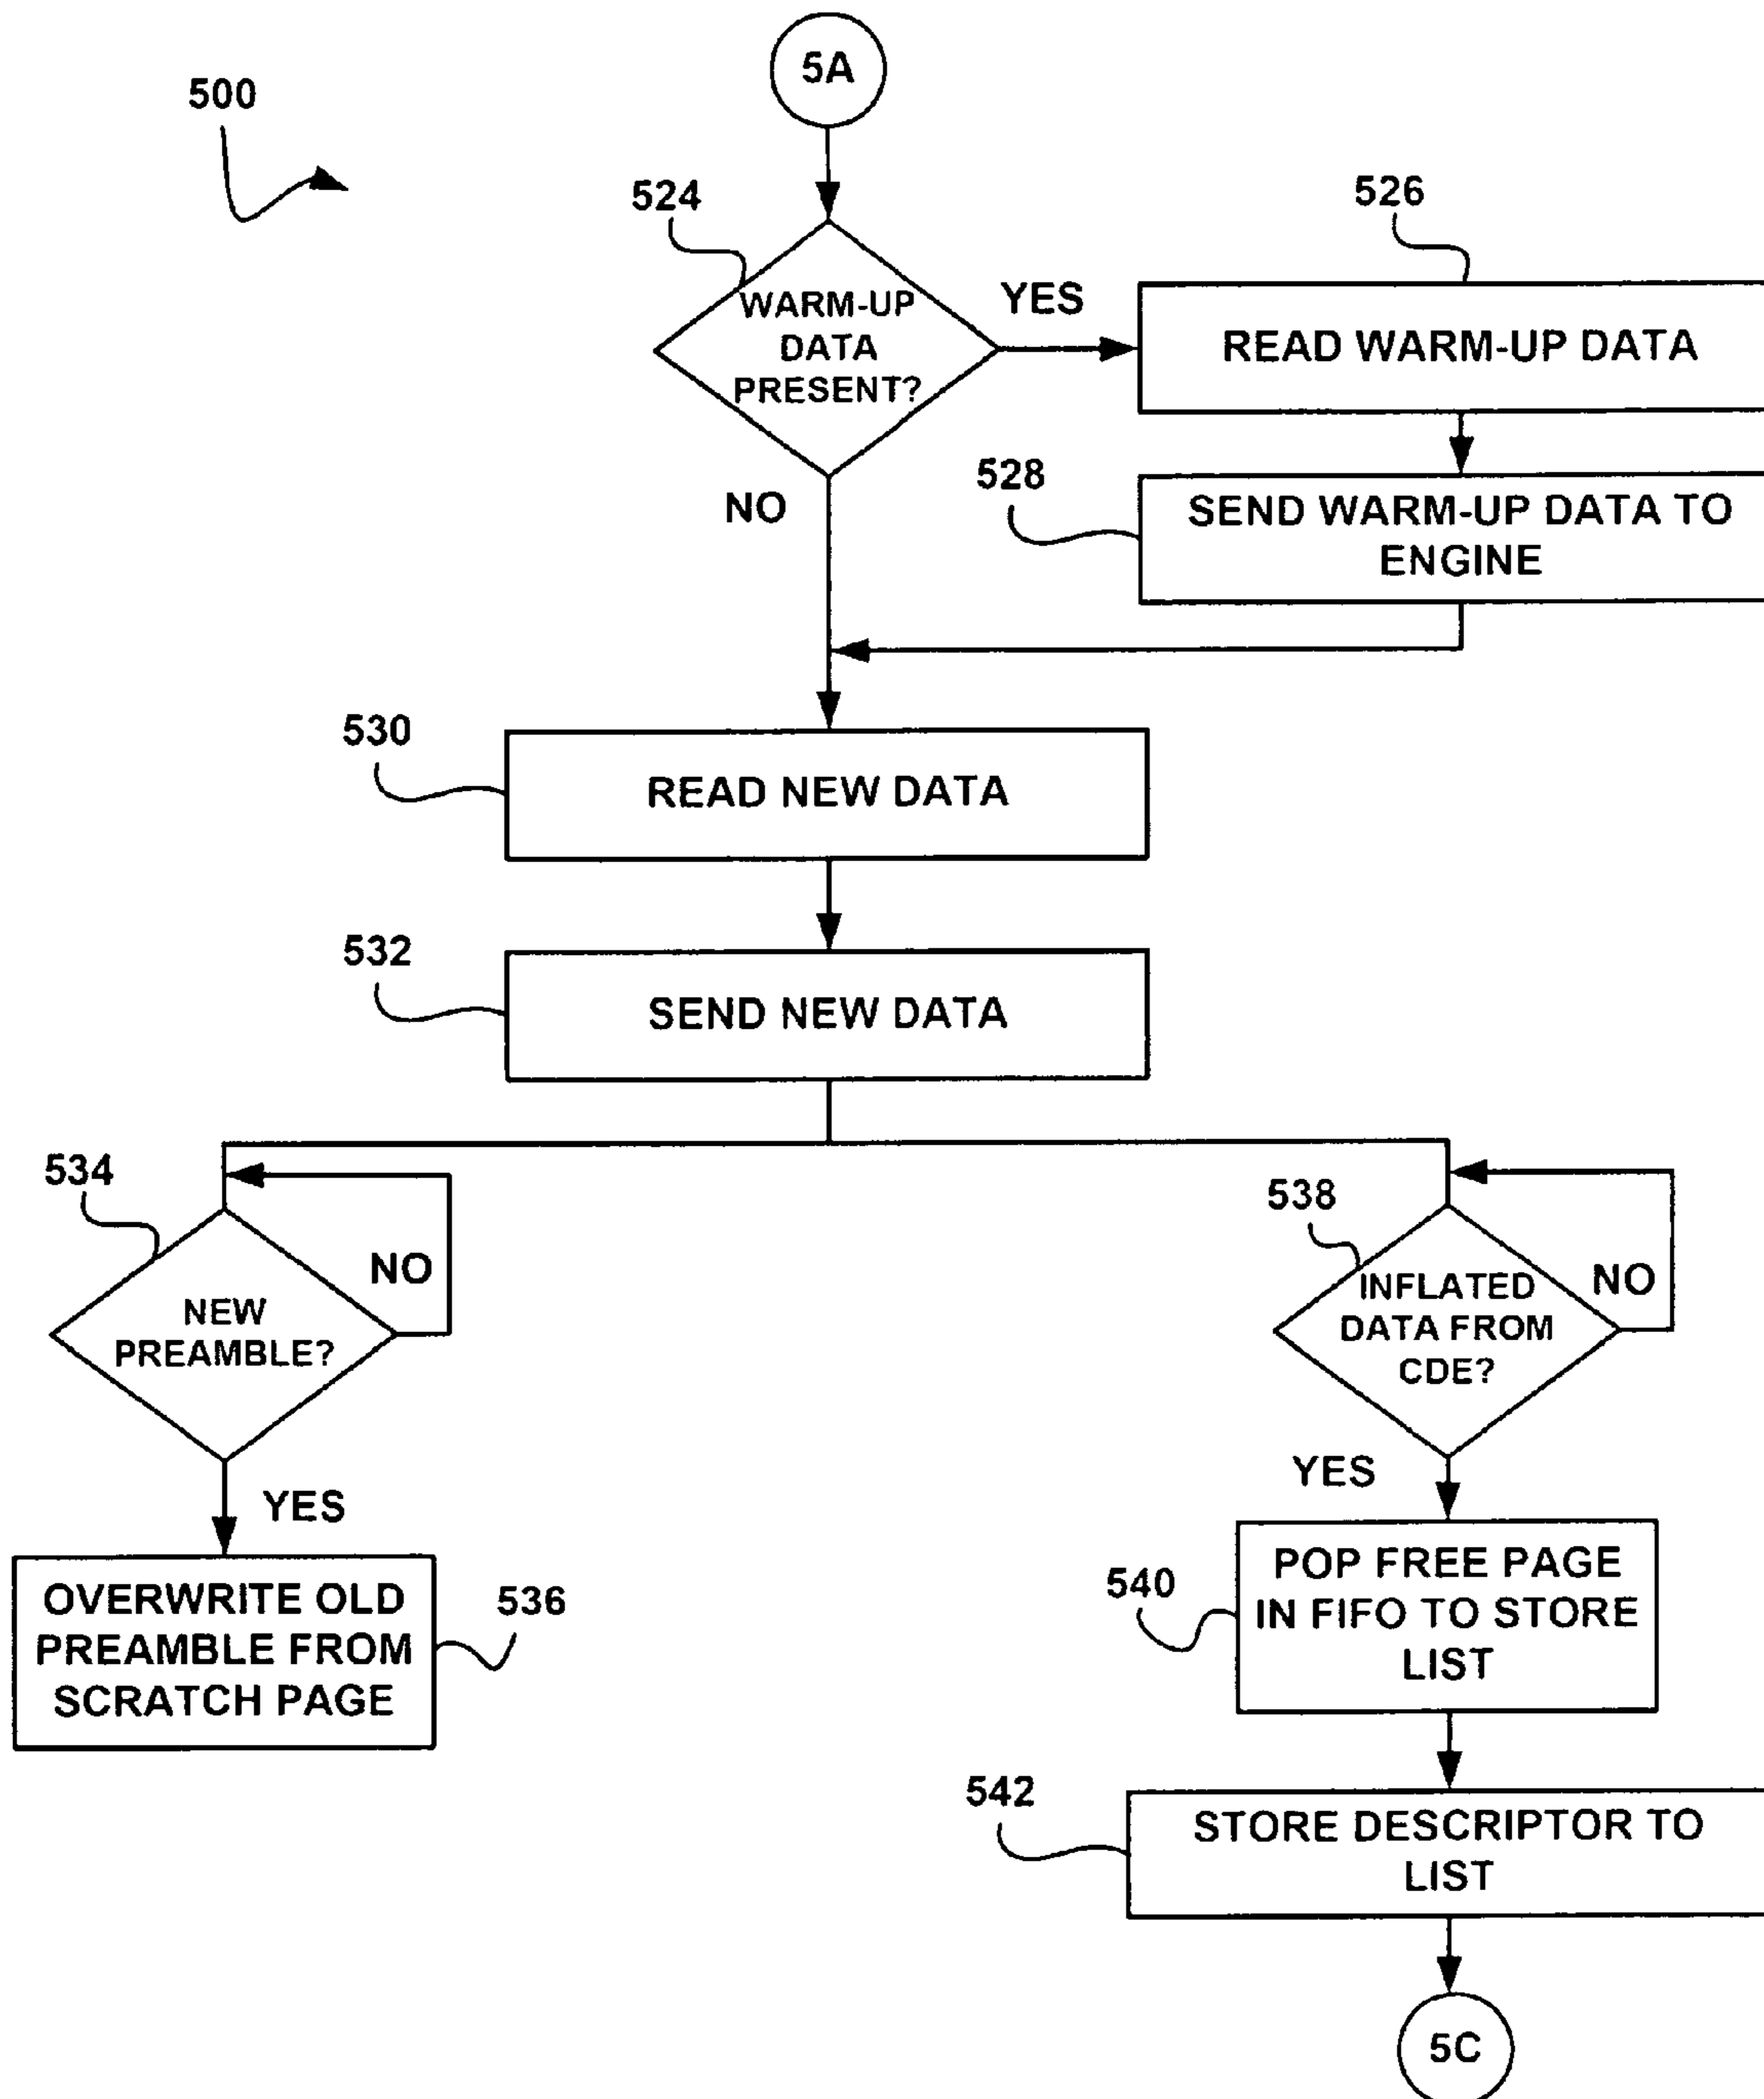 5A
500
524
526
WARM-UP
DATA
PRESENT?
YES
READ WARM-UP DATA
528
NO
SEND WARM-UP DATA TO
ENGINE
530
READ NEW DATA
532
SEND NEW DATA
534
NO
NEW
PREAMBLE?
YES
OVERWRITE OLD
PREAMBLE FROM
SCRATCH PAGE
536
538
INFLATED
DATA FROM
CDE?
NO
YES
540
POP FREE PAGE
IN FIFO TO STORE
LIST
542
STORE DESCRIPTOR TO
LIST
5C